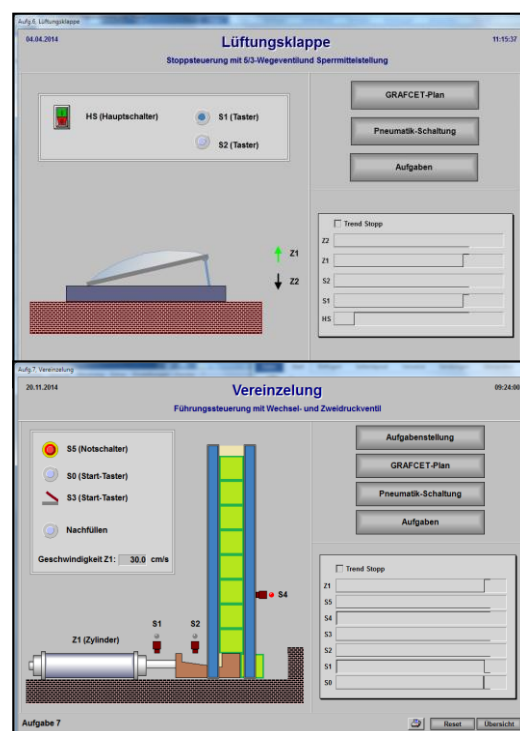 Aufg.6, Lüftungsklappe
04.04.2014
Lüftungsklappe
11:15:37
Stoppsteuerung mit 5/3-Wegeventilund Sperrmittelstellung
HS (Hauptschalter)
S1 (Taster)
S2 (Taster)
GRAFCET-Plan
Pneumatik-Schaltung
Aufgaben
Z1
Z2
Trend Stopp
Z2
Z1
S2
S1
HS
Aufg.7, Vereinzelung
20.11.2014
Vereinzelung
09:24:00
Führungssteuerung mit Wechsel- und Zweidruckventil
S5 (Notschalter)
S0 (Start-Taster)
S3 (Start-Taster)
Nachfüllen
Geschwindigkeit Z1: 30.0 cm/s
S4
S1
S2
Z1 (Zylinder)
Aufgabenstellung
GRAFCET-Plan
Pneumatik-Schaltung
Aufgaben
Trend Stopp
Z1
S5
S4
S3
S2
S1
S0
Aufgabe 7
Reset
Übersicht